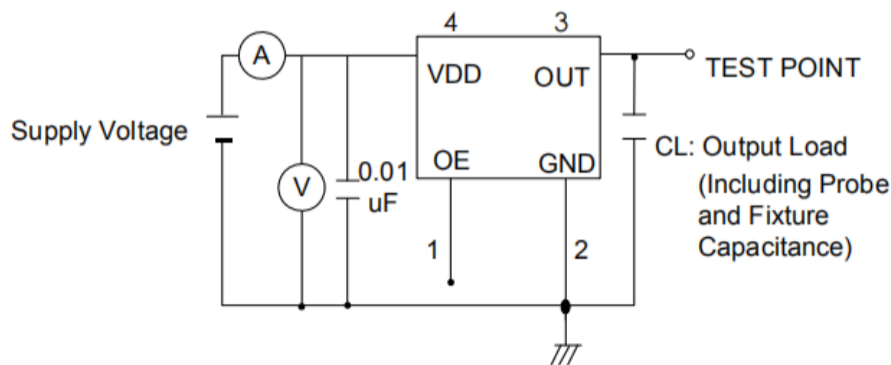 4
3
A
VDD
OUT
TEST POINT
Supply Voltage
OE
GND
CL: Output Load
(Including Probe
and Fixture
Capacitance)
V
0.01
uF
1
2